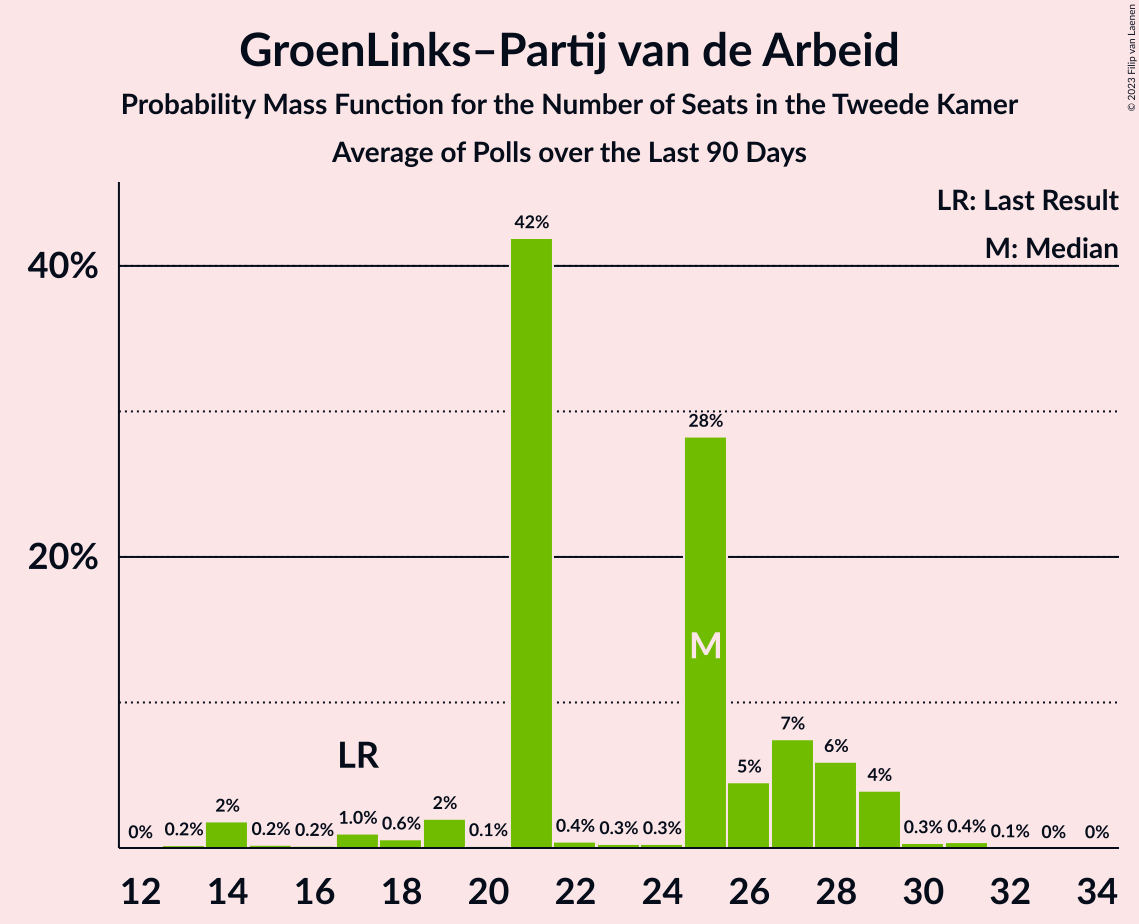 GroenLinks–Partij van de Arbeid
Probability Mass Function for the Number of Seats in the Tweede Kamer
Average of Polls over the Last 90 Days
© 2023 Filip van Laenen
LR: Last Result
M: Median
40%
20%
0%
0.2%
2%
0.2%
0.2%
1.0%
0.6%
2%
0.1%
42%
0.4%
0.3%
0.3%
28%
5%
7%
6%
4%
0.3%
0.4%
0.1%
0%
0%
LR
M
12 14 16 18 20 22 24 26 28 30 32 34